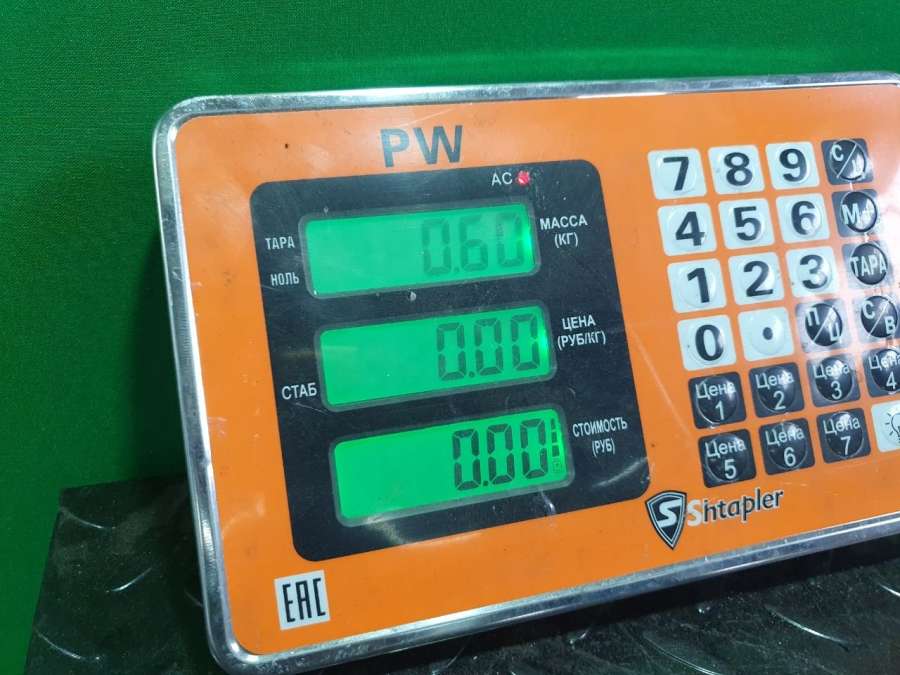 PW
AC
ТАРА
НОЛЬ
0.60
МАССА
(КГ)
СТАБ
0.00
ЦЕНА
(РУБ/КГ)
0.00
СТОИМОСТЬ
(РУБ)
7 8 9 С/
4 5 6 М+
1 2 3 ТАРА
0 • П/Ш С/В
Цена 1 Цена 2 Цена 3 Цена 4
Цена 5 Цена 6 Цена 7
S Shtapler
EAC